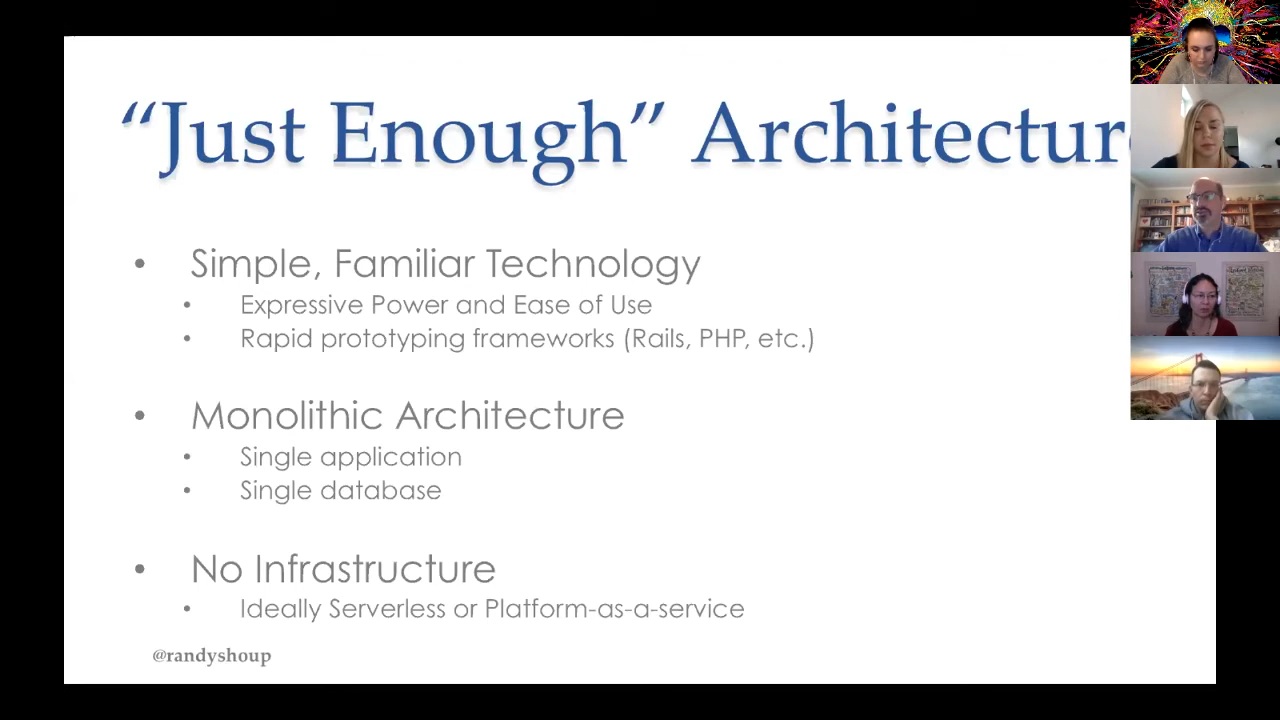 “Just Enough” Architectur
• Simple, Familiar Technology
• Expressive Power and Ease of Use
• Rapid prototyping frameworks (Rails, PHP, etc.)
• Monolithic Architecture
• Single application
• Single database
• No Infrastructure
• Ideally Serverless or Platform-as-a-service
@randyshoup